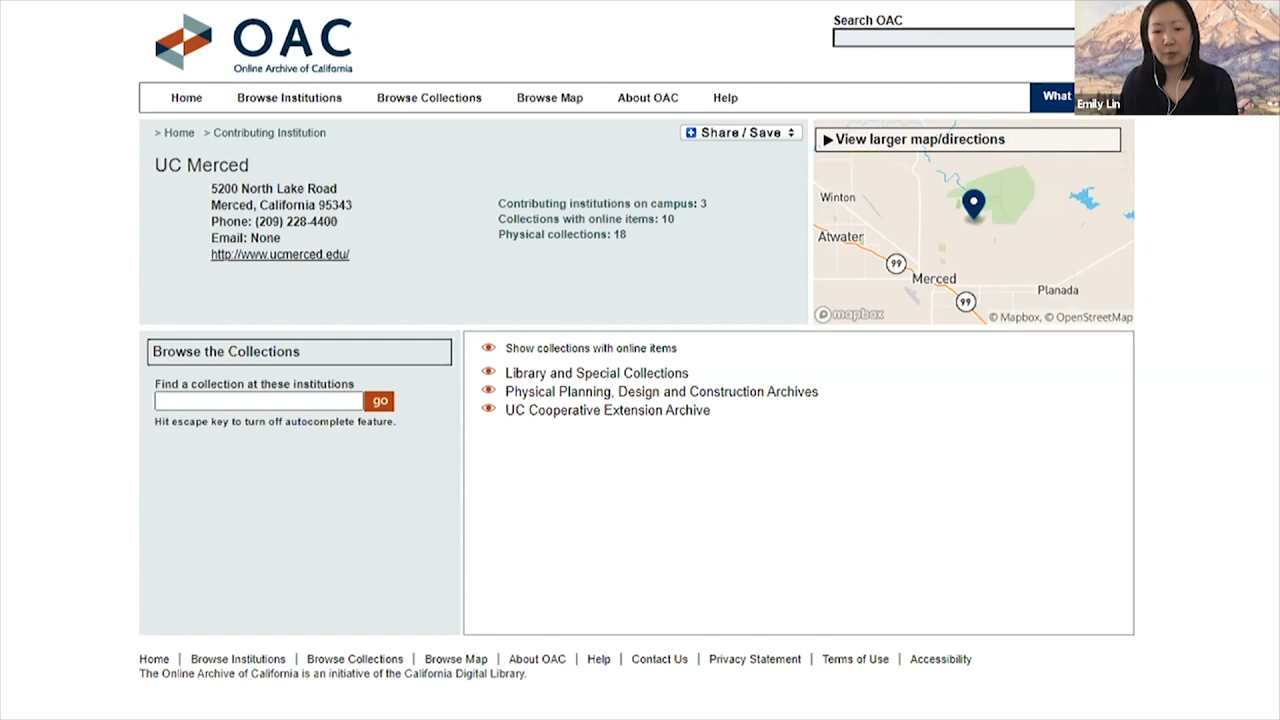 OAC
Online Archive of California
Search OAC
Home Browse Institutions Browse Collections Browse Map About OAC Help
What
Emily Lin
> Home > Contributing Institution
Share / Save
▶View larger map/directions
UC Merced
5200 North Lake Road
Merced, California 95343
Phone: (209) 228-4400
Email: None
http://www.ucmerced.edu/
Contributing institutions on campus: 3
Collections with online items: 10
Physical collections: 18
Winton
Atwater
99
Merced
99
Planada
mapbox
© Mapbox, © OpenStreetMap
Browse the Collections
Find a collection at these institutions
go
Hit escape key to turn off autocomplete feature.
Show collections with online items
Library and Special Collections
Physical Planning, Design and Construction Archives
UC Cooperative Extension Archive
Home | Browse Institutions | Browse Collections | Browse Map | About OAC | Help | Contact Us | Privacy Statement | Terms of Use | Accessibility
The Online Archive of California is an initiative of the California Digital Library.